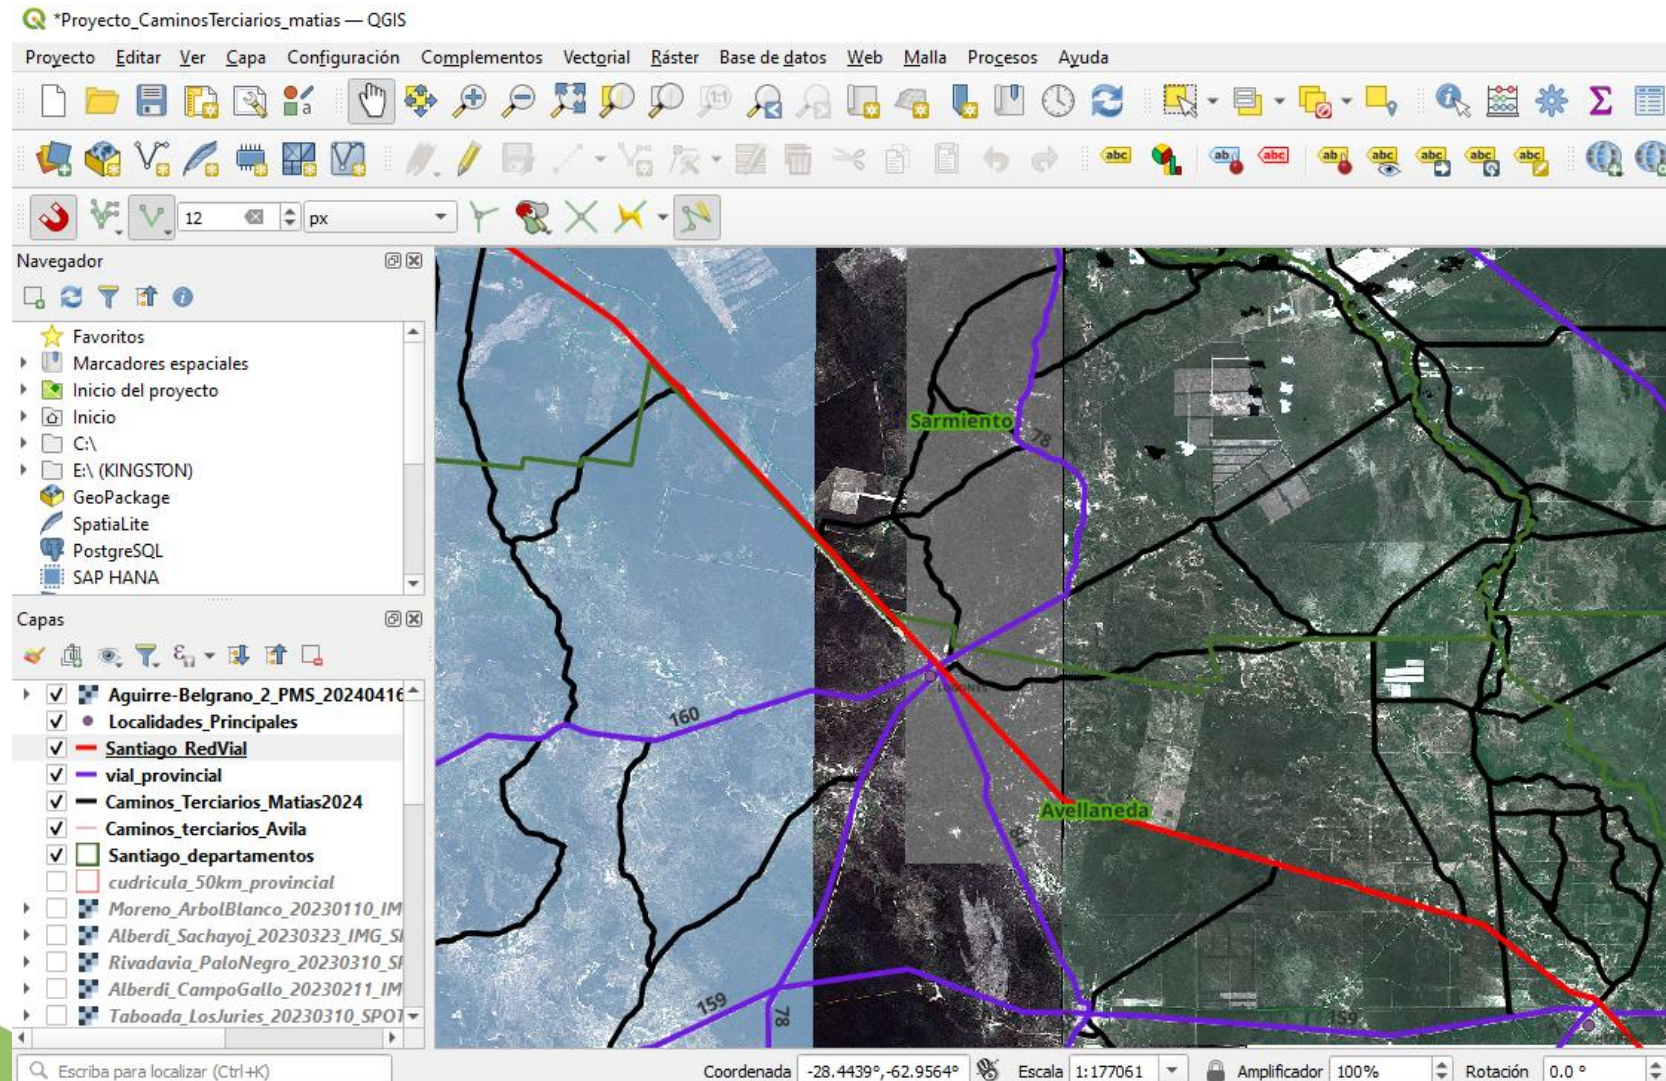 *Proyecto_CaminosTerciarios_matias — QGIS
Proyecto Editar Ver Capa Configuración Complementos Vectorial Ráster Base de datos Web Malla Procesos Ayuda
12 px
Navegador
Favoritos
Marcadores espaciales
Inicio del proyecto
Inicio
C:\
E:\ (KINGSTON)
GeoPackage
SpatiaLite
PostgreSQL
SAP HANA
Capas
Aguirre-Belgrano_2_PMS_20240416
Localidades_Principales
Santiago_RedVial
vial_provincial
Caminos_Terciarios_Matias2024
Caminos_terciarios_Avila
Santiago_departamentos
cudricula_50km_provincial
Moreno_ArbolBlanco_20230110_IM
Alberdi_Sachayoj_20230323_IMG_S
Rivadavia_PaloNegro_20230310_S
Alberdi_CampoGallo_20230211_IM
Taboada_LosJuries_20230310_SPOT
Sarmiento
78
160
Avellaneda
159
78
159
Escriba para localizar (Ctrl+K)
Coordenada -28.4439°,-62.9564° Escala 1:177061 Amplificador 100% Rotación 0.0 °